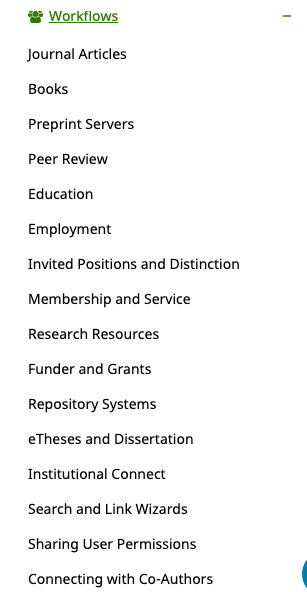 Workflows
Journal Articles
Books
Preprint Servers
Peer Review
Education
Employment
Invited Positions and Distinction
Membership and Service
Research Resources
Funder and Grants
Repository Systems
eTheses and Dissertation
Institutional Connect
Search and Link Wizards
Sharing User Permissions
Connecting with Co-Authors